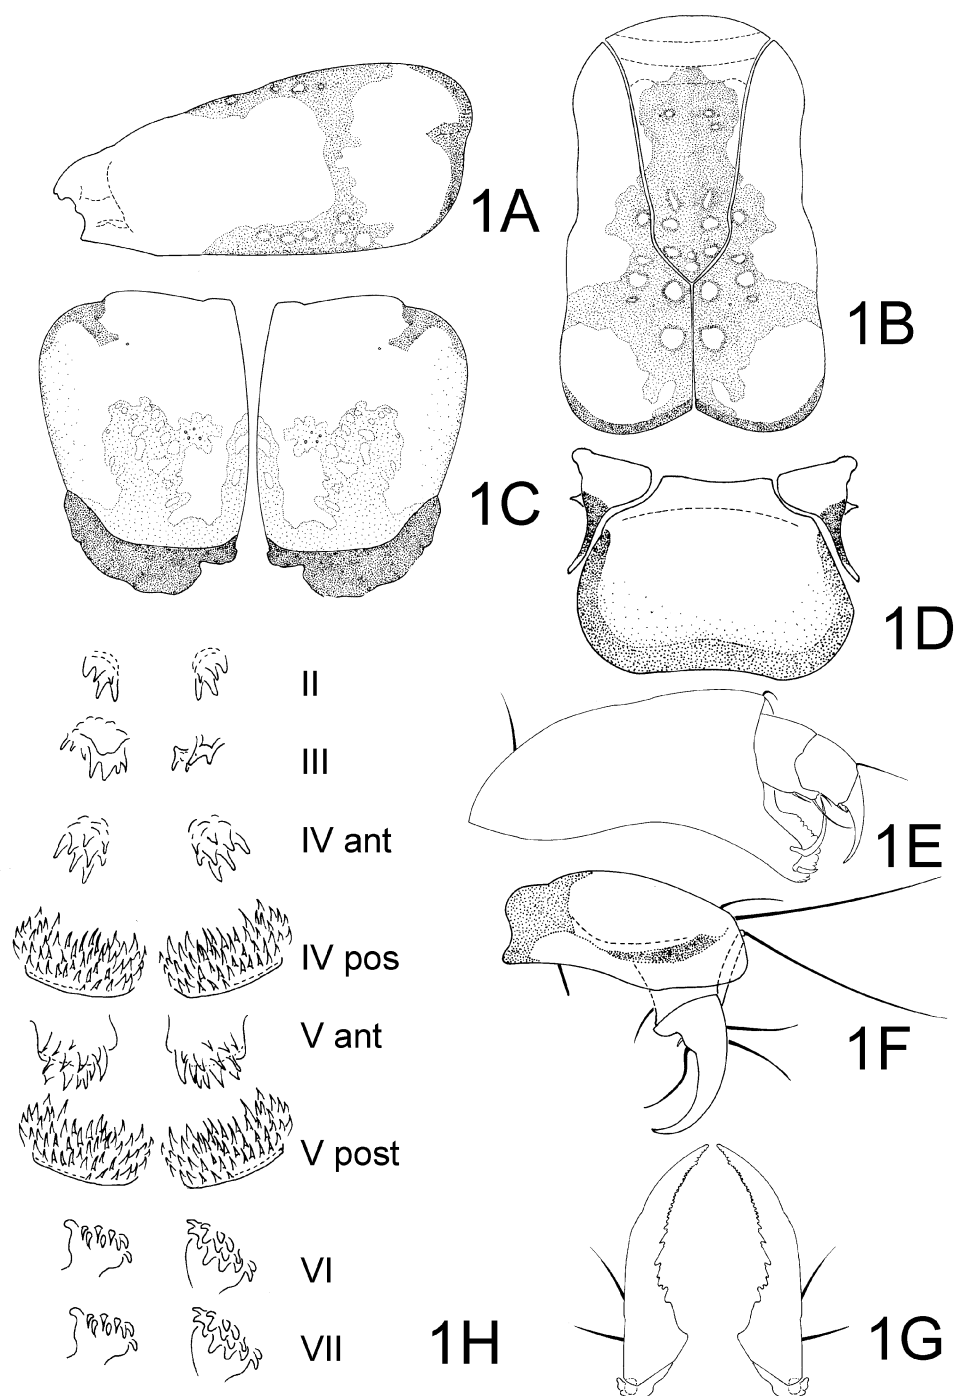 1A
1B
1C
1D
II
III
IV ant
1E
IV pos
V ant
1F
V post
VI
VII
1H
1G